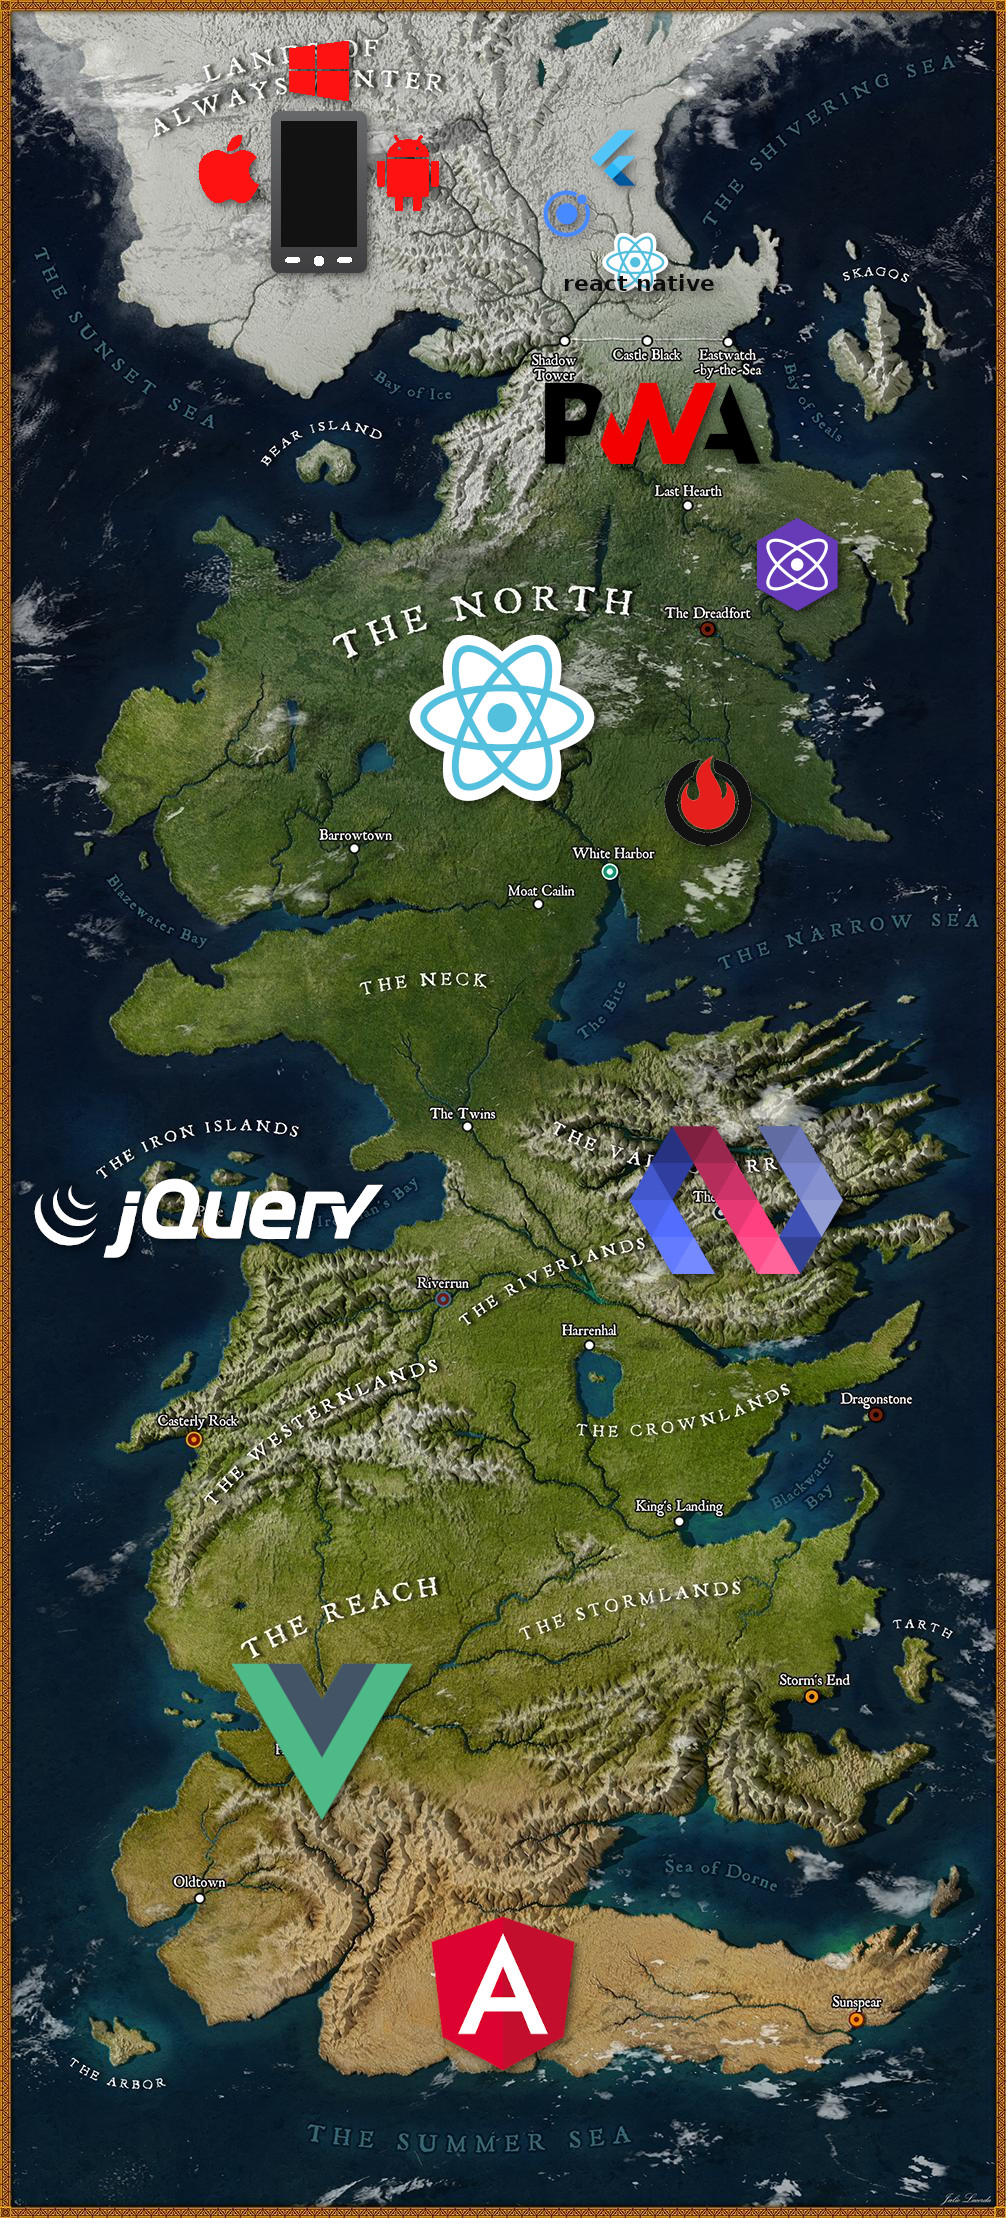 LANDS OF
ALWAYS WINTER
THE SHIVERING SEA
THE SUNSET SEA
SKAGOS
react native
Shadow
Tower
Castle Black
Eastwatch
-by-the-Sea
Bay of Ice
Bay of Seals
PWA
BEAR ISLAND
Last Hearth
THE NORTH
The Dreadfort
Barrowtown
White Harbor
Moat Cailin
Blazewater Bay
THE NARROW SEA
THE NECK
The Bite
The Twins
THE IRON ISLANDS
jQuery
Riverrun
THE RIVERLANDS
Harrenhal
THE WESTERNLANDS
THE CROWNLANDS
Dragonstone
Casterly Rock
Blackwater
Bay
King's Landing
THE REACH
THE STORMLANDS
TARTH
Storm's End
Sea of Dorne
Oldtown
A
Sunspear
THE ARBOR
THE SUMMER SEA